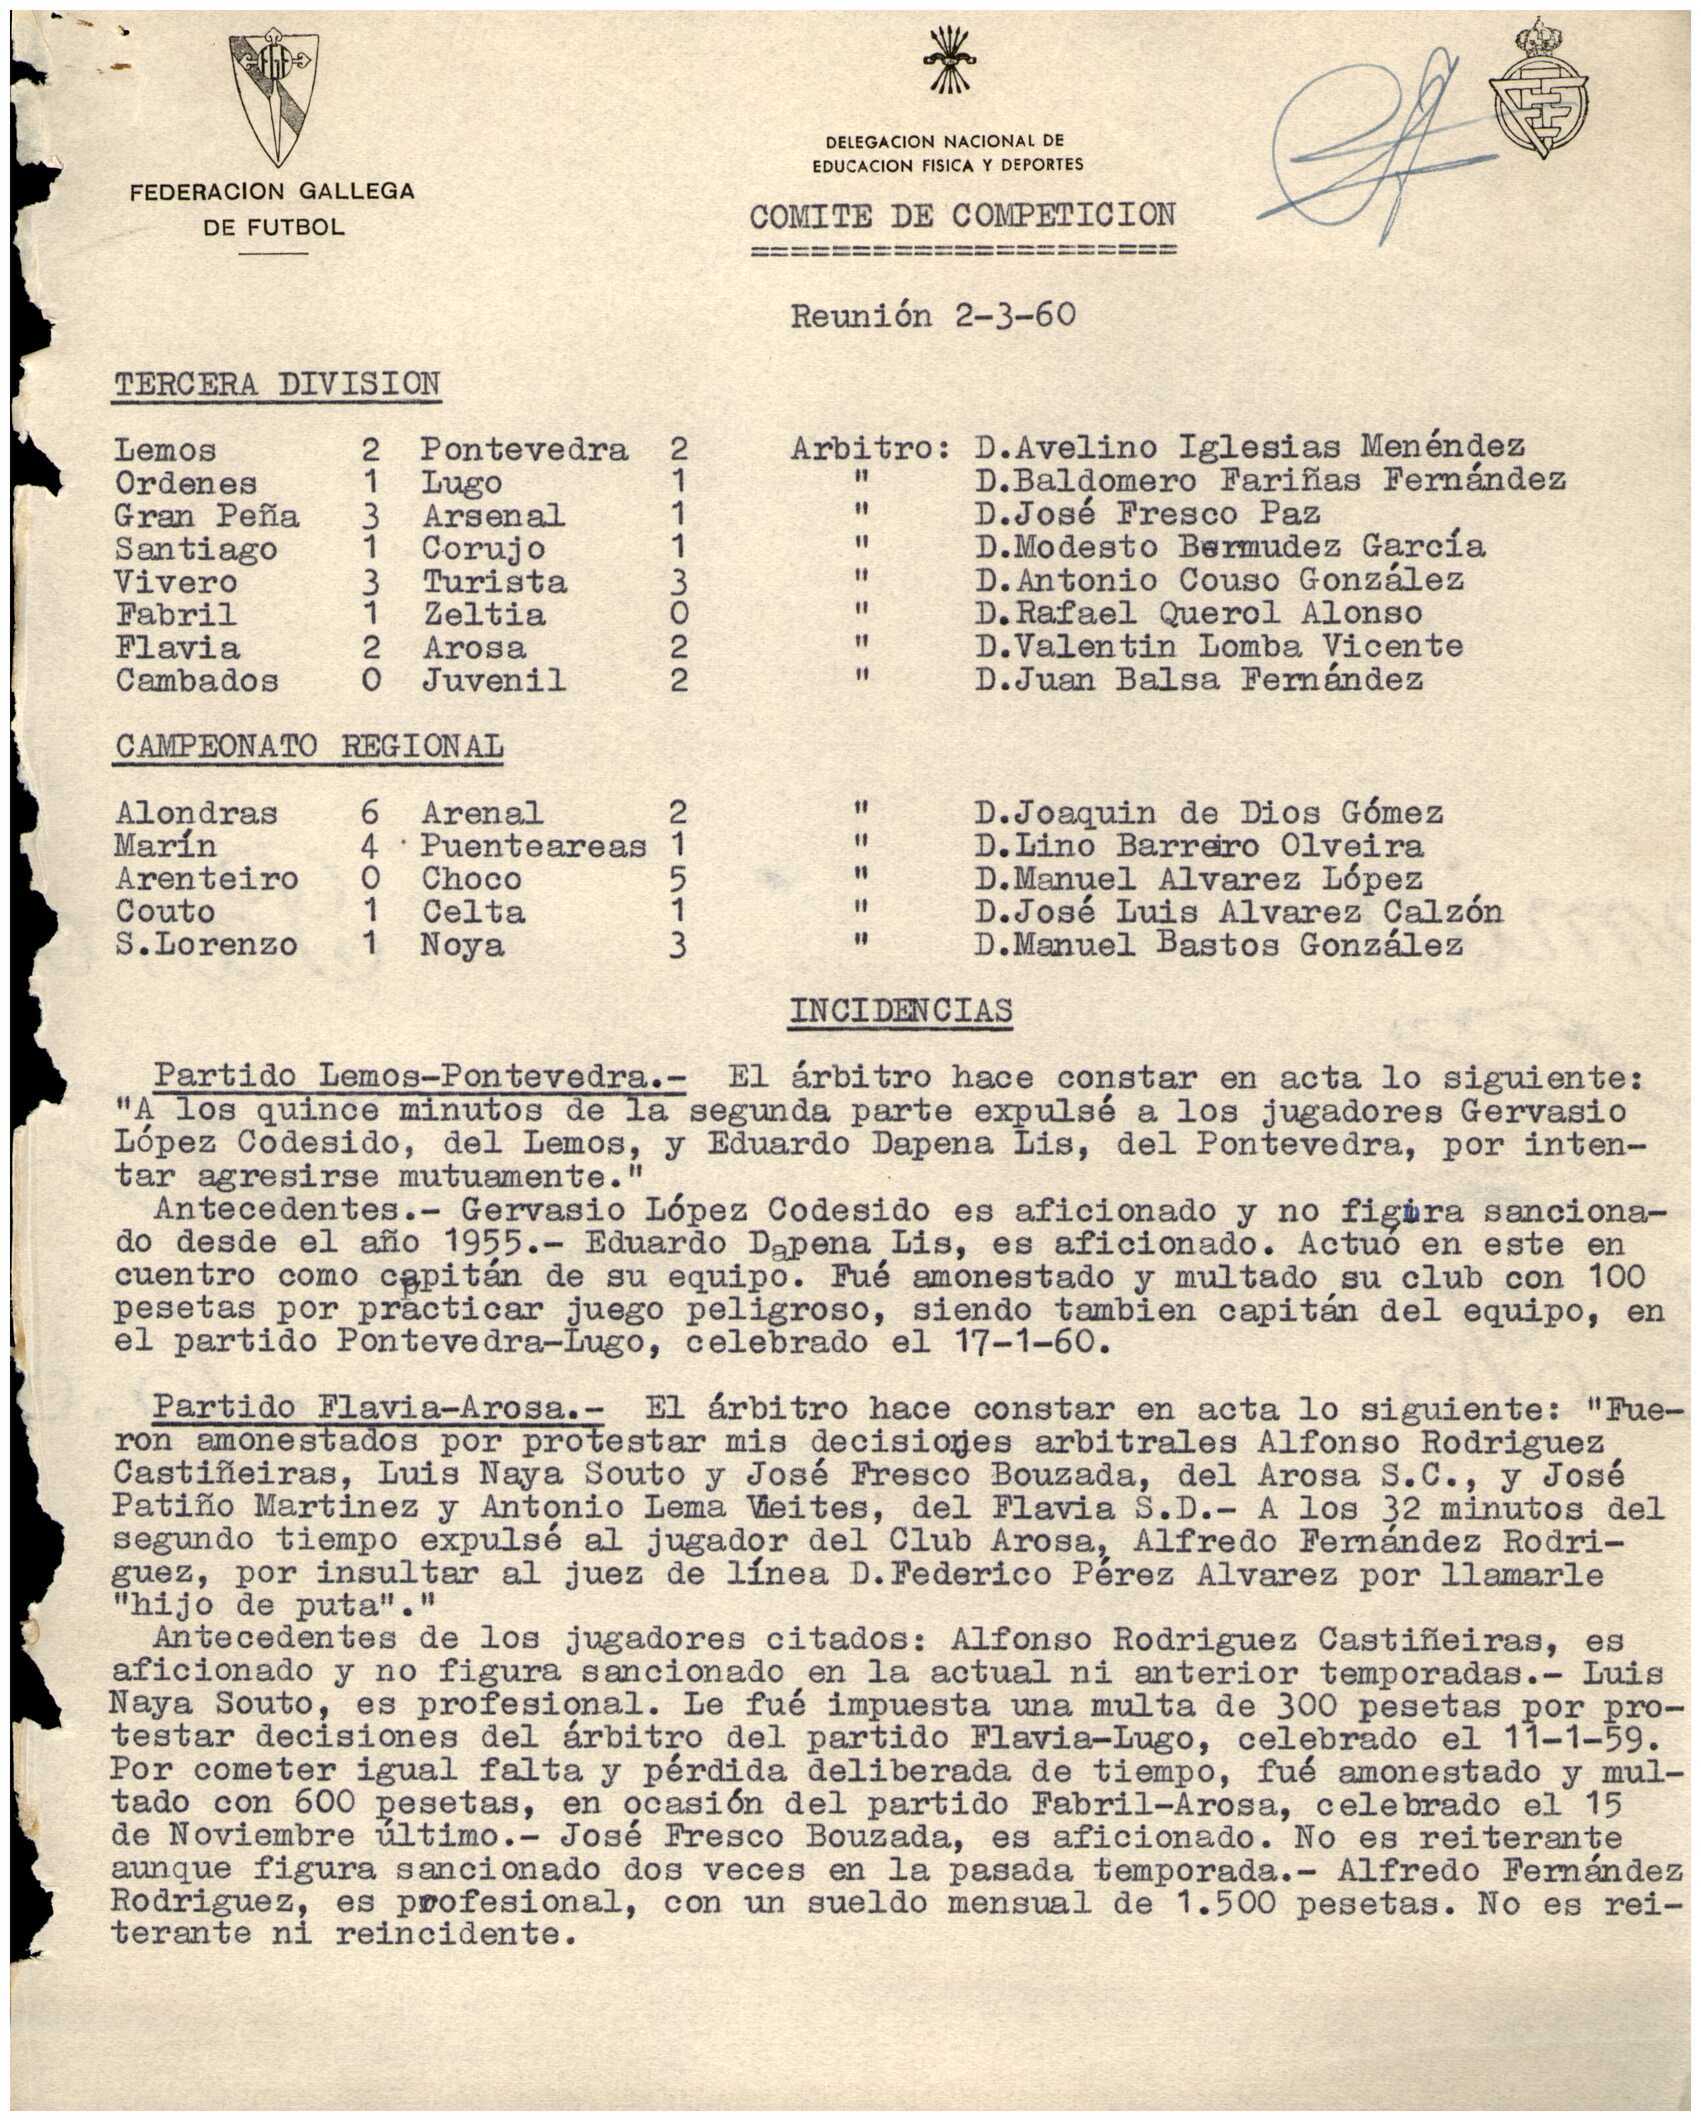 FEDERACION GALLEGA
DE FUTBOL
DELEGACION NACIONAL DE
EDUCACION FISICA Y DEPORTES
COMITE DE COMPETICION
=====================
Reunión 2-3-60
TERCERA DIVISION
Lemos 2 Pontevedra 2 Arbitro: D.Avelino Iglesias Menéndez
Ordenes 1 Lugo 1 " D.Baldomero Fariñas Fernández
Gran Peña 3 Arsenal 1 " D.José Fresco Paz
Santiago 1 Corujo 1 " D.Modesto Bermudez García
Vivero 3 Turista 3 " D.Antonio Couso González
Fabril 1 Zeltia 0 " D.Rafael Querol Alonso
Flavia 2 Arosa 2 " D.Valentin Lomba Vicente
Cambados 0 Juvenil 2 " D.Juan Balsa Fernández
CAMPEONATO REGIONAL
Alondras 6 Arenal 2 " D.Joaquin de Dios Gómez
Marín 4 Puenteareas 1 " D.Lino Barreiro Olveira
Arenteiro 0 Choco 5 " D.Manuel Alvarez López
Couto 1 Celta 1 " D.José Luis Alvarez Calzón
S.Lorenzo 1 Noya 3 " D.Manuel Bastos González
INCIDENCIAS
Partido Lemos-Pontevedra.- El árbitro hace constar en acta lo siguiente:
"A los quince minutos de la segunda parte expulsé a los jugadores Gervasio
López Codesido, del Lemos, y Eduardo Dapena Lis, del Pontevedra, por inten-
tar agresirse mutuamente."
Antecedentes.- Gervasio López Codesido es aficionado y no figura sanciona-
do desde el año 1955.- Eduardo Dapena Lis, es aficionado. Actuó en este en
cuentro como capitán de su equipo. Fué amonestado y multado su club con 100
pesetas por practicar juego peligroso, siendo tambien capitán del equipo, en
el partido Pontevedra-Lugo, celebrado el 17-1-60.
Partido Flavia-Arosa.- El árbitro hace constar en acta lo siguiente: "Fue-
ron amonestados por protestar mis decisiones arbitrales Alfonso Rodriguez
Castiñeiras, Luis Naya Souto y José Fresco Bouzada, del Arosa S.C., y José
Patiño Martinez y Antonio Lema Vieites, del Flavia S.D.- A los 32 minutos del
segundo tiempo expulsé al jugador del Club Arosa, Alfredo Fernández Rodri-
guez, por insultar al juez de línea D.Federico Pérez Alvarez por llamarle
"hijo de puta"."
Antecedentes de los jugadores citados: Alfonso Rodriguez Castiñeiras, es
aficionado y no figura sancionado en la actual ni anterior temporadas.- Luis
Naya Souto, es profesional. Le fué impuesta una multa de 300 pesetas por pro-
testar decisiones del árbitro del partido Flavia-Lugo, celebrado el 11-1-59.
Por cometer igual falta y pérdida deliberada de tiempo, fué amonestado y mul-
tado con 600 pesetas, en ocasión del partido Fabril-Arosa, celebrado el 15
de Noviembre último.- José Fresco Bouzada, es aficionado. No es reiterante
aunque figura sancionado dos veces en la pasada temporada.- Alfredo Fernández
Rodriguez, es profesional, con un sueldo mensual de 1.500 pesetas. No es rei-
terante ni reincidente.